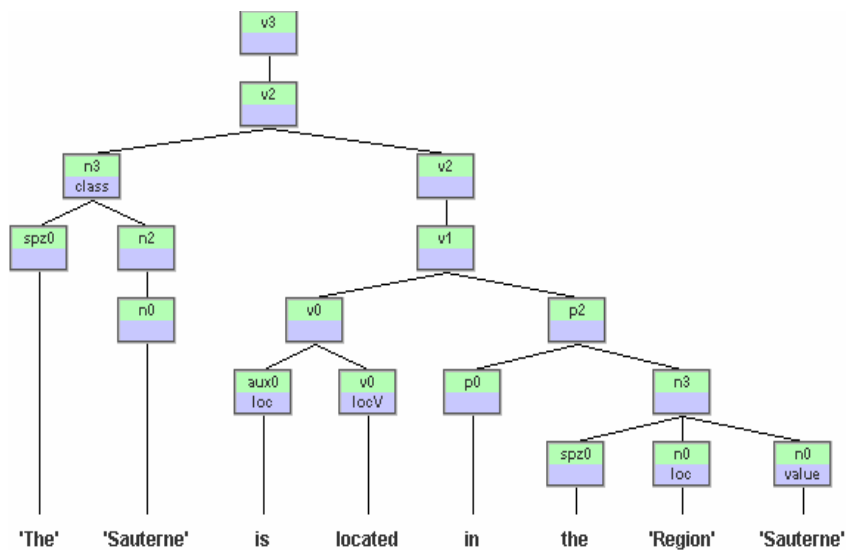 v3
v2
n3 v2
class
spz0 n2 v1
n0 v0 p2
aux0 v0 p0 n3
loc locV
spz0 n0 n0
loc value
'The' 'Sauterne' is located in the 'Region' 'Sauterne'